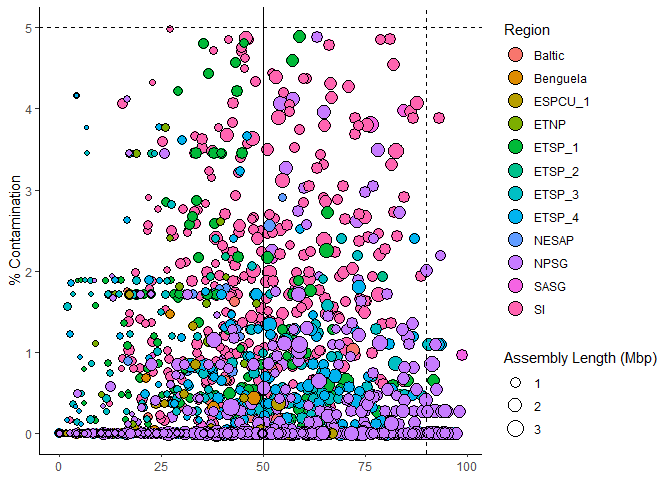 Region
Baltic
Benguela
ESPCU_1
ETNP
ETSP_1
ETSP_2
ETSP_3
ETSP_4
NESAP
NPSG
SASG
SI
Assembly Length (Mbp)
1
2
3
% Contamination
5
4
3
2
1
0
0
25
50
75
100